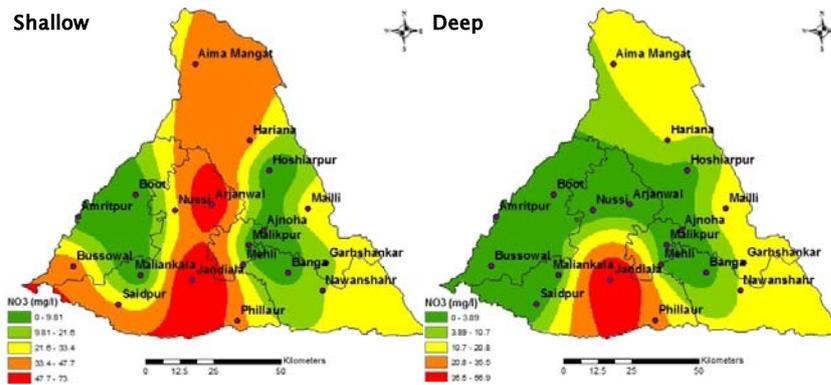 Shallow
N
W E
S
Aima Mangat
Hariana
Hoshiarpur
Boot
Arjanwal
Nussi
Mailli
Amritpur
Ajnoha
Malikpur
Mehli
Bussowal
Maliankala
Jandiala
Banga
Garhshankar
Nawanshahr
Saidpur
Phillaur
NO3 (mg/l)
0 - 9.81
9.81 - 21.6
21.6 - 33.4
33.4 - 47.7
47.7 - 73
Kilometers
0 12.5 25 50
Deep
N
W E
S
Aima Mangat
Hariana
Hoshiarpur
Boot
Arjanwal
Nussi
Mailli
Amritpur
Ajnoha
Malikpur
Mehli
Bussowal
Maliankala
Jandiala
Banga
Garhshankar
Nawanshahr
Saidpur
Phillaur
NO3 (mg/l)
0 - 3.89
3.89 - 10.7
10.7 - 20.8
20.8 - 35.5
35.5 - 56.9
Kilometers
0 12.5 25 50